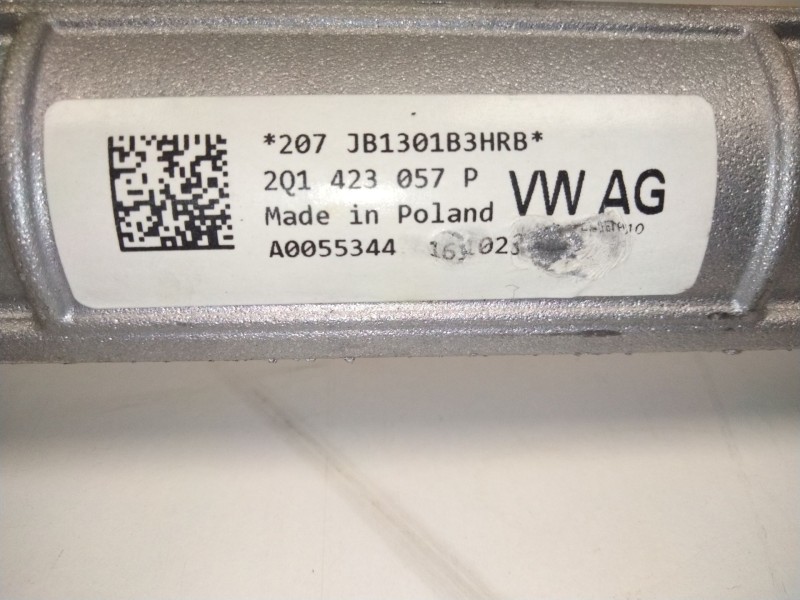 *207 JB1301B3HRB*
2Q1 423 057 P
VW AG
Made in Poland
A0055344